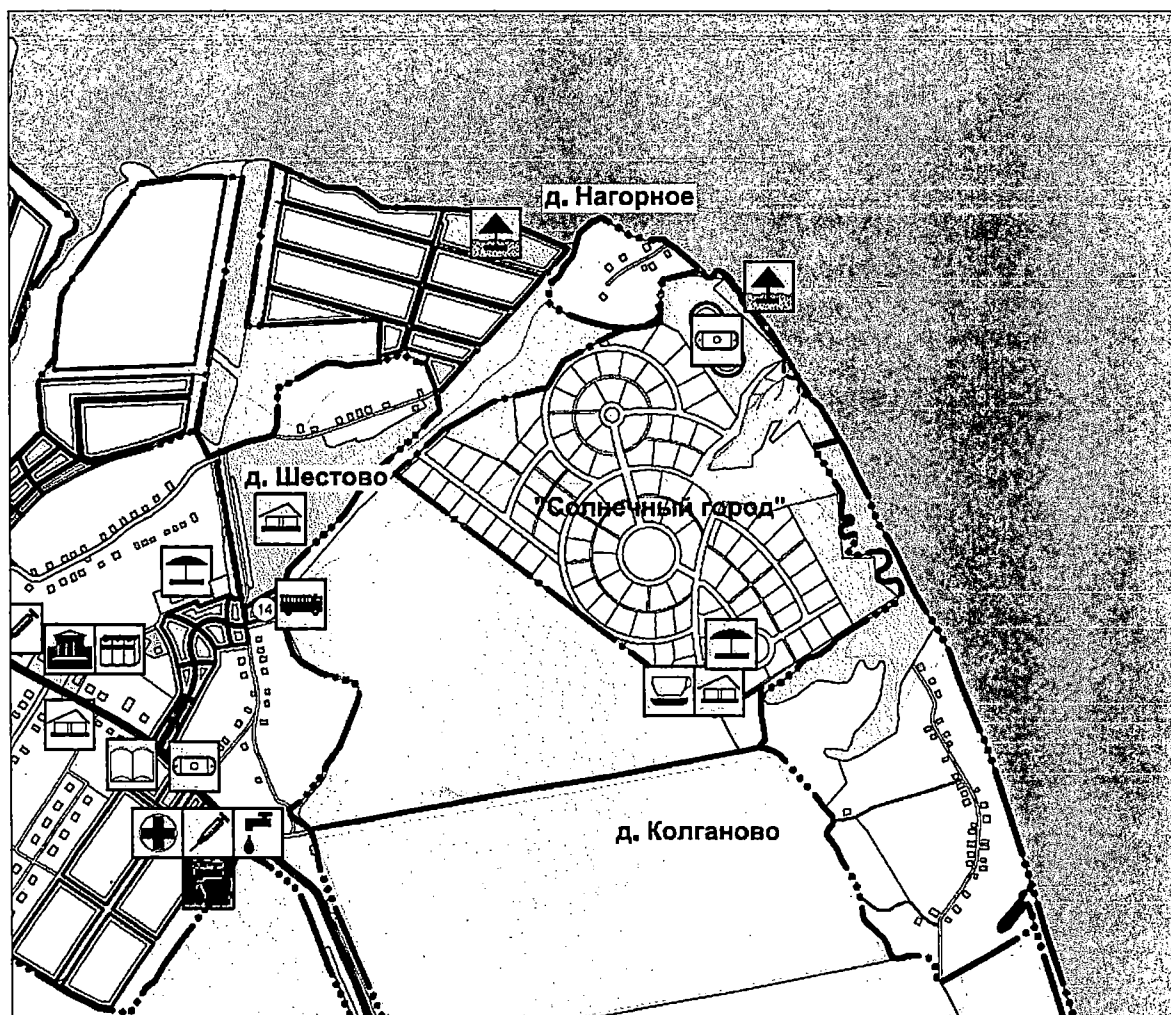 д. Нагорное
д. Шестово
"Солнечный город"
14
д. Колганово